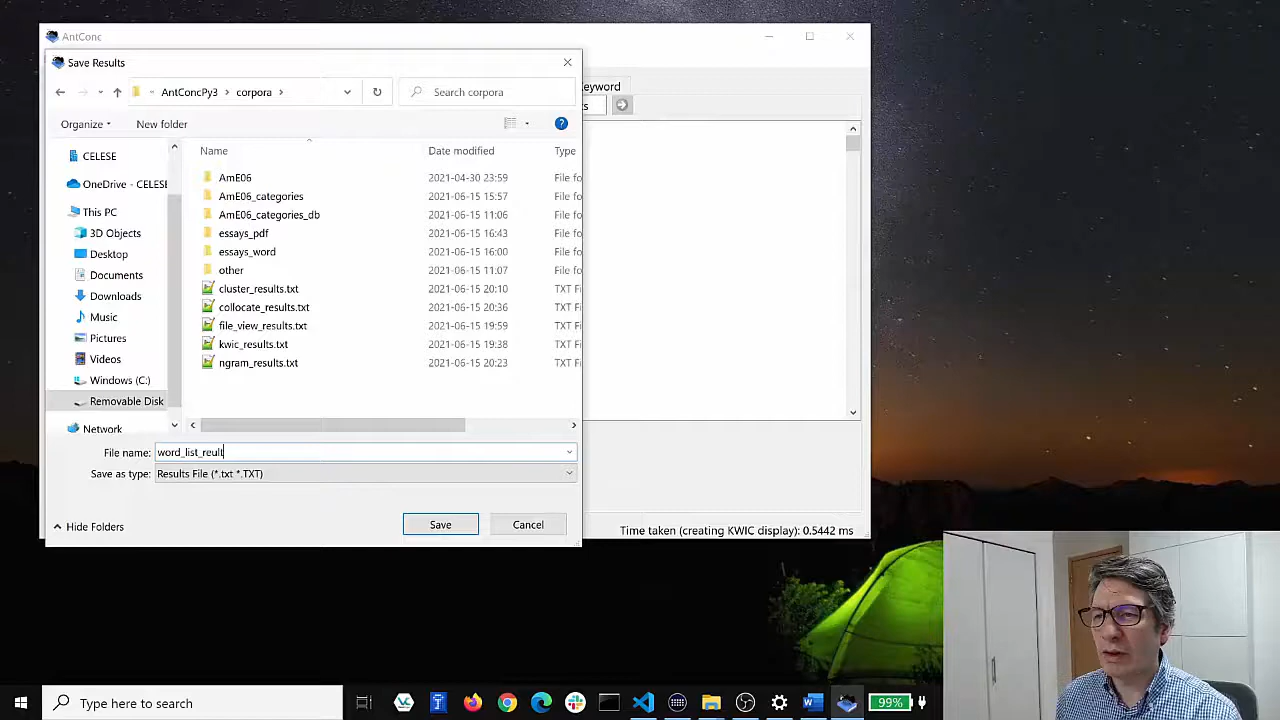 AntConc
Save Results
AntConcPy3
corpora
Search corpora
eyword
s
Organize
New fo
Name
Date modified
Type
CELESE
OneDrive - CELESE
This PC
3D Objects
Desktop
Documents
Downloads
Music
Pictures
Videos
Windows (C:)
Removable Disk
Network
AmE06 2021-04-30 23:59 File fo
AmE06_categories 2021-06-15 15:57 File fo
AmE06_categories_db 2021-06-15 11:06 File fo
essays_pdf 2021-06-15 16:43 File fo
essays_word 2021-06-15 16:00 File fo
other 2021-06-15 11:07 File fo
cluster_results.txt 2021-06-15 20:10 TXT Fi
collocate_results.txt 2021-06-15 20:36 TXT Fi
file_view_results.txt 2021-06-15 19:59 TXT Fi
kwic_results.txt 2021-06-15 19:38 TXT Fi
ngram_results.txt 2021-06-15 20:23 TXT Fi
File name: word_list_reult
Save as type: Results File (*.txt *.TXT)
Hide Folders
Save
Cancel
Time taken (creating KWIC display): 0.5442 ms
Type here to search
99%